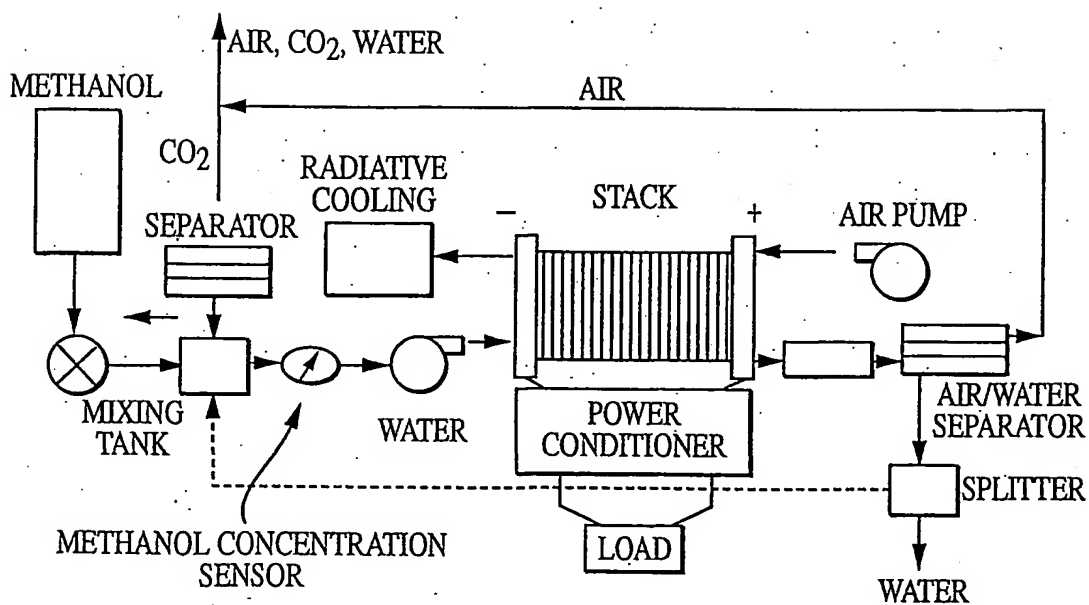 AIR, CO2, WATER
METHANOL
AIR
CO2
RADIATIVE
COOLING
STACK
SEPARATOR
–
+
AIR PUMP
MIXING
TANK
WATER
POWER
CONDITIONER
AIR/WATER
SEPARATOR
SPLITTER
METHANOL CONCENTRATION
SENSOR
LOAD
WATER